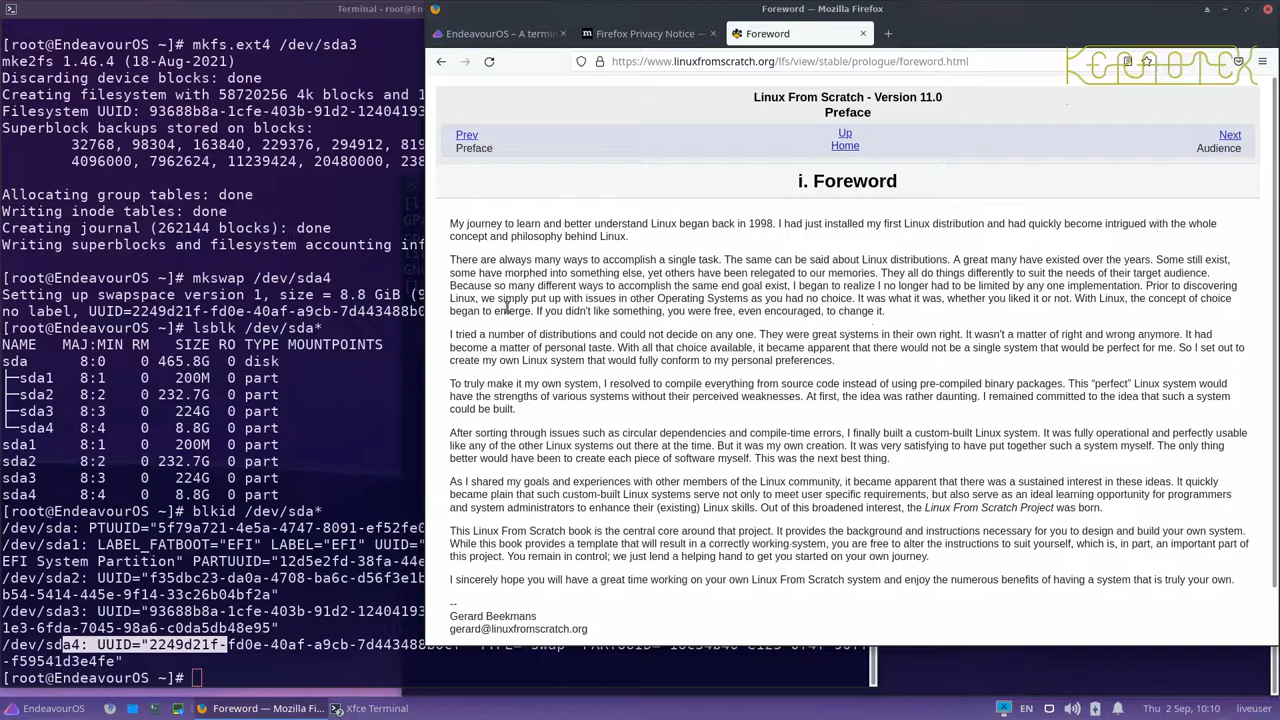 Terminal - root@End
[root@EndeavourOS ~]# mkfs.ext4 /dev/sda3
mke2fs 1.46.4 (18-Aug-2021)
Discarding device blocks: done
Creating filesystem with 58720256 4k blocks and 1
Filesystem UUID: 93688b8a-1cfe-403b-91d2-12404193
Superblock backups stored on blocks:
32768, 98304, 163840, 229376, 294912, 819
4096000, 7962624, 11239424, 20480000, 238
Allocating group tables: done
Writing inode tables: done
Creating journal (262144 blocks): done
Writing superblocks and filesystem accounting inf
[root@EndeavourOS ~]# mkswap /dev/sda4
Setting up swapspace version 1, size = 8.8 GiB (9
no label, UUID=2249d21f-fd0e-40af-a9cb-7d443488b0
[root@EndeavourOS ~]# lsblk /dev/sda*
NAME MAJ:MIN RM SIZE RO TYPE MOUNTPOINTS
sda 8:0 0 465.8G 0 disk
├─sda1 8:1 0 200M 0 part
├─sda2 8:2 0 232.7G 0 part
├─sda3 8:3 0 224G 0 part
└─sda4 8:4 0 8.8G 0 part
sda1 8:1 0 200M 0 part
sda2 8:2 0 232.7G 0 part
sda3 8:3 0 224G 0 part
sda4 8:4 0 8.8G 0 part
[root@EndeavourOS ~]# blkid /dev/sda*
/dev/sda: PTUUID="5f79a721-4e5a-4747-8091-ef52fe0
/dev/sda1: LABEL_FATBOOT="EFI" LABEL="EFI" UUID="
EFI System Partition" PARTUUID="12d5e2fd-38fa-44e
/dev/sda2: UUID="f35dbc23-da0a-4708-ba6c-d56f3e1b
b54-5414-445e-9f14-33c26b04bf2a"
/dev/sda3: UUID="93688b8a-1cfe-403b-91d2-12404193
1e3-6fda-7045-98a6-c0da5db48e95"
/dev/sda4: UUID="2249d21f-fd0e-40af-a9cb-7d443488
-f59541d3e4fe"
[root@EndeavourOS ~]#
Foreword — Mozilla Firefox
EndeavourOS – A termi
Firefox Privacy Notice —
Foreword
https://www.linuxfromscratch.org/lfs/view/stable/prologue/foreword.html
KEMOTEX
Linux From Scratch - Version 11.0
Preface
Prev Up Next
Preface Home Audience
i. Foreword
My journey to learn and better understand Linux began back in 1998. I had just installed my first Linux distribution and had quickly become intrigued with the whole
concept and philosophy behind Linux.
There are always many ways to accomplish a single task. The same can be said about Linux distributions. A great many have existed over the years. Some still exist,
some have morphed into something else, yet others have been relegated to our memories. They all do things differently to suit the needs of their target audience.
Because so many different ways to accomplish the same end goal exist, I began to realize I no longer had to be limited by any one implementation. Prior to discovering
Linux, we simply put up with issues in other Operating Systems as you had no choice. It was what it was, whether you liked it or not. With Linux, the concept of choice
began to emerge. If you didn't like something, you were free, even encouraged, to change it.
I tried a number of distributions and could not decide on any one. They were great systems in their own right. It wasn't a matter of right and wrong anymore. It had
become a matter of personal taste. With all that choice available, it became apparent that there would not be a single system that would be perfect for me. So I set out to
create my own Linux system that would fully conform to my personal preferences.
To truly make it my own system, I resolved to compile everything from source code instead of using pre-compiled binary packages. This “perfect” Linux system would
have the strengths of various systems without their perceived weaknesses. At first, the idea was rather daunting. I remained committed to the idea that such a system
could be built.
After sorting through issues such as circular dependencies and compile-time errors, I finally built a custom-built Linux system. It was fully operational and perfectly usable
like any of the other Linux systems out there at the time. But it was my own creation. It was very satisfying to have put together such a system myself. The only thing
better would have been to create each piece of software myself. This was the next best thing.
As I shared my goals and experiences with other members of the Linux community, it became apparent that there was a sustained interest in these ideas. It quickly
became plain that such custom-built Linux systems serve not only to meet user specific requirements, but also serve as an ideal learning opportunity for programmers
and system administrators to enhance their (existing) Linux skills. Out of this broadened interest, the Linux From Scratch Project was born.
This Linux From Scratch book is the central core around that project. It provides the background and instructions necessary for you to design and build your own system.
While this book provides a template that will result in a correctly working system, you are free to alter the instructions to suit yourself, which is, in part, an important part of
this project. You remain in control; we just lend a helping hand to get you started on your own journey.
I sincerely hope you will have a great time working on your own Linux From Scratch system and enjoy the numerous benefits of having a system that is truly your own.
--
Gerard Beekmans
gerard@linuxfromscratch.org
EndeavourOS
Foreword — Mozilla Fi...
Xfce Terminal
EN
Thu 2 Sep, 10:10
liveuser